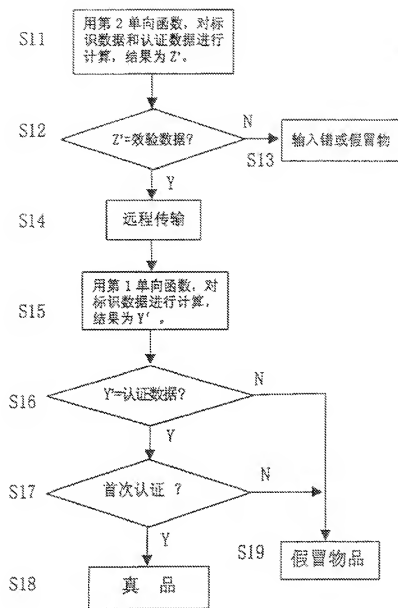 S11
用第2单向函数，对标
识数据和认证数据进行
计算，结果为Z'。
S12
Z'=效验数据?
N
S13
输入错或假冒物
Y
S14
远程传输
S15
用第1单向函数，对
标识数据进行计算，
结果为Y'。
S16
Y'=认证数据?
N
Y
S17
首次认证 ?
N
Y
S19
假冒物品
S18
真 品